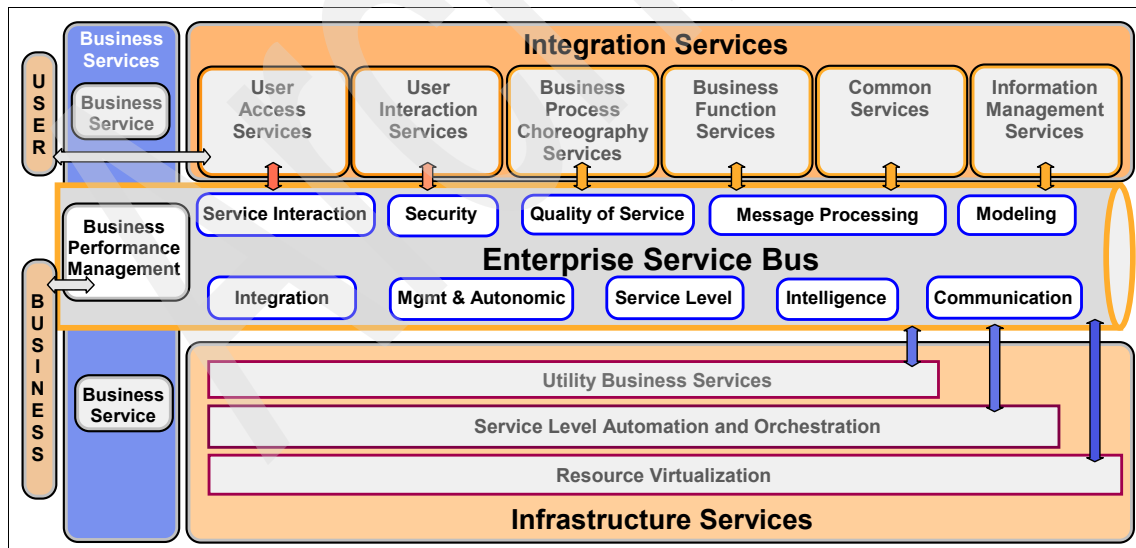 Integration Services
USER
Business
Services
Business
Service
User
Access
Services
User
Interaction
Services
Business
Process
Choreography
Services
Business
Function
Services
Common
Services
Information
Management
Services
Service Interaction
Security
Quality of Service
Message Processing
Modeling
Business
Performance
Management
Enterprise Service Bus
BUSINESS
Integration
Mgmt & Autonomic
Service Level
Intelligence
Communication
Business
Service
Utility Business Services
Service Level Automation and Orchestration
Resource Virtualization
Infrastructure Services